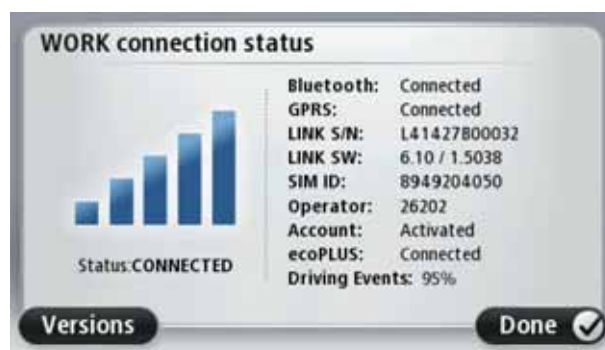 WORK connection status
Bluetooth: Connected
GPRS: Connected
LINK S/N: L41427B00032
LINK SW: 6.10 / 1.5038
SIM ID: 8949204050
Operator: 26202
Account: Activated
ecoPLUS: Connected
Driving Events: 95%
Status:CONNECTED
Versions
Done